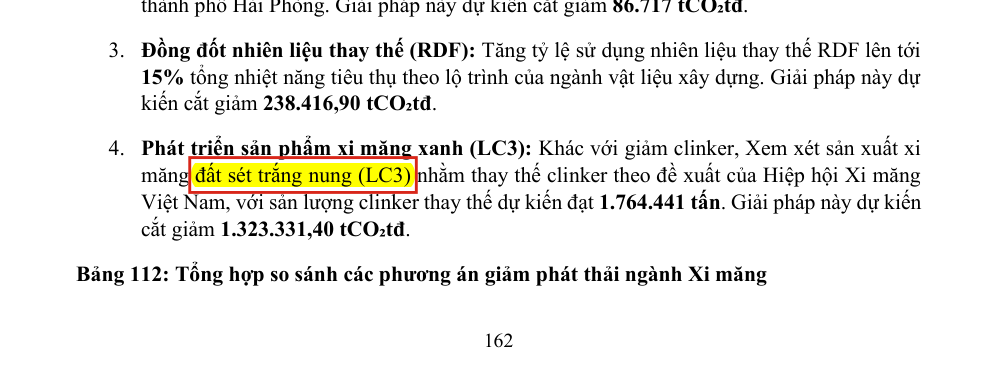 thành phố Hải Phòng. Giải pháp này dự kiến cắt giảm 86.717 tCO₂tđ.
3. Đồng đốt nhiên liệu thay thế (RDF): Tăng tỷ lệ sử dụng nhiên liệu thay thế RDF lên tới
15% tổng nhiệt năng tiêu thụ theo lộ trình của ngành vật liệu xây dựng. Giải pháp này dự
kiến cắt giảm 238.416,90 tCO₂tđ.
4. Phát triển sản phẩm xi măng xanh (LC3): Khác với giảm clinker, Xem xét sản xuất xi
măng đất sét trắng nung (LC3) nhằm thay thế clinker theo đề xuất của Hiệp hội Xi măng
Việt Nam, với sản lượng clinker thay thế dự kiến đạt 1.764.441 tấn. Giải pháp này dự kiến
cắt giảm 1.323.331,40 tCO₂tđ.
Bảng 112: Tổng hợp so sánh các phương án giảm phát thải ngành Xi măng
162